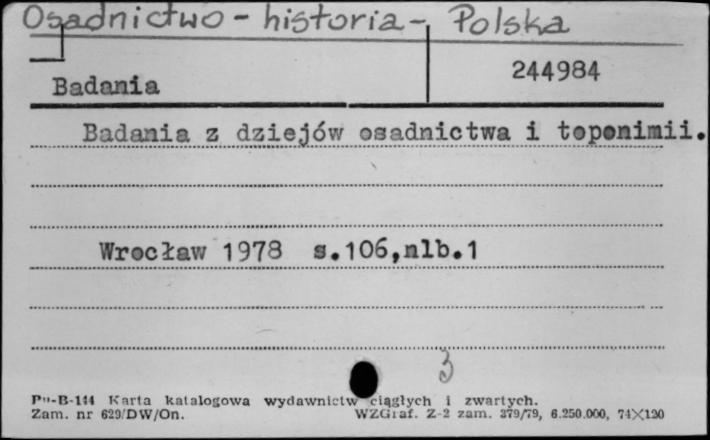 Osadnictwo - historia - Polska
244984
Badania
Badania z dziejów osadnictwa i toponimii.
Wrocław 1978 s.106,nlb.1
3
Pu-B-144 Karta katalogowa wydawnictw ciągłych i zwartych.
Zam. nr 629/DW/On. WZGraf. Z-2 zam. 379/79, 6.250.000, 74X120